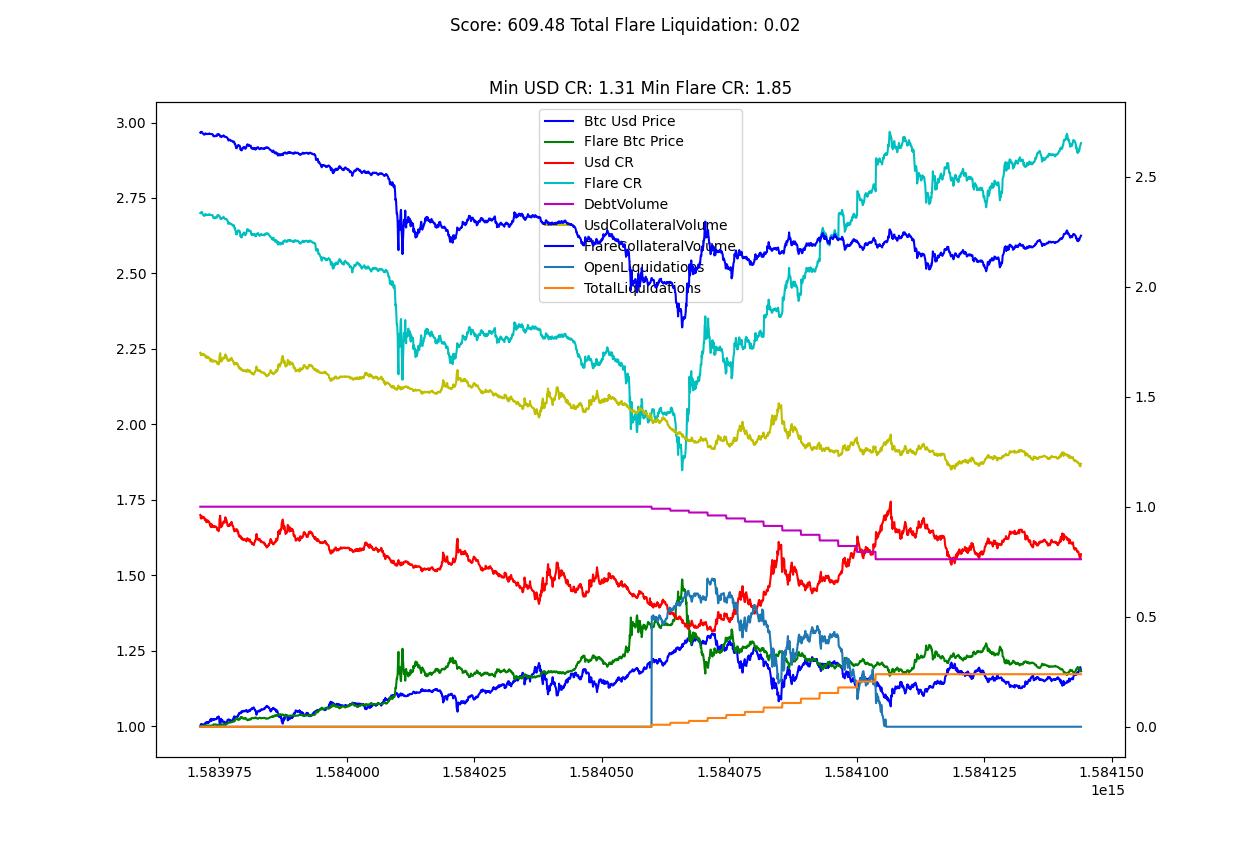 Score: 609.48 Total Flare Liquidation: 0.02
Min USD CR: 1.31 Min Flare CR: 1.85
Btc Usd Price
Flare Btc Price
Usd CR
Flare CR
DebtVolume
UsdCollateralVolume
FlareCollateralVolume
OpenLiquidations
TotalLiquidations
3.00
2.75
2.50
2.25
2.00
1.75
1.50
1.25
1.00
2.5
2.0
1.5
1.0
0.5
0.0
1.583975 1.584000 1.584025 1.584050 1.584075 1.584100 1.584125 1.584150
1e15